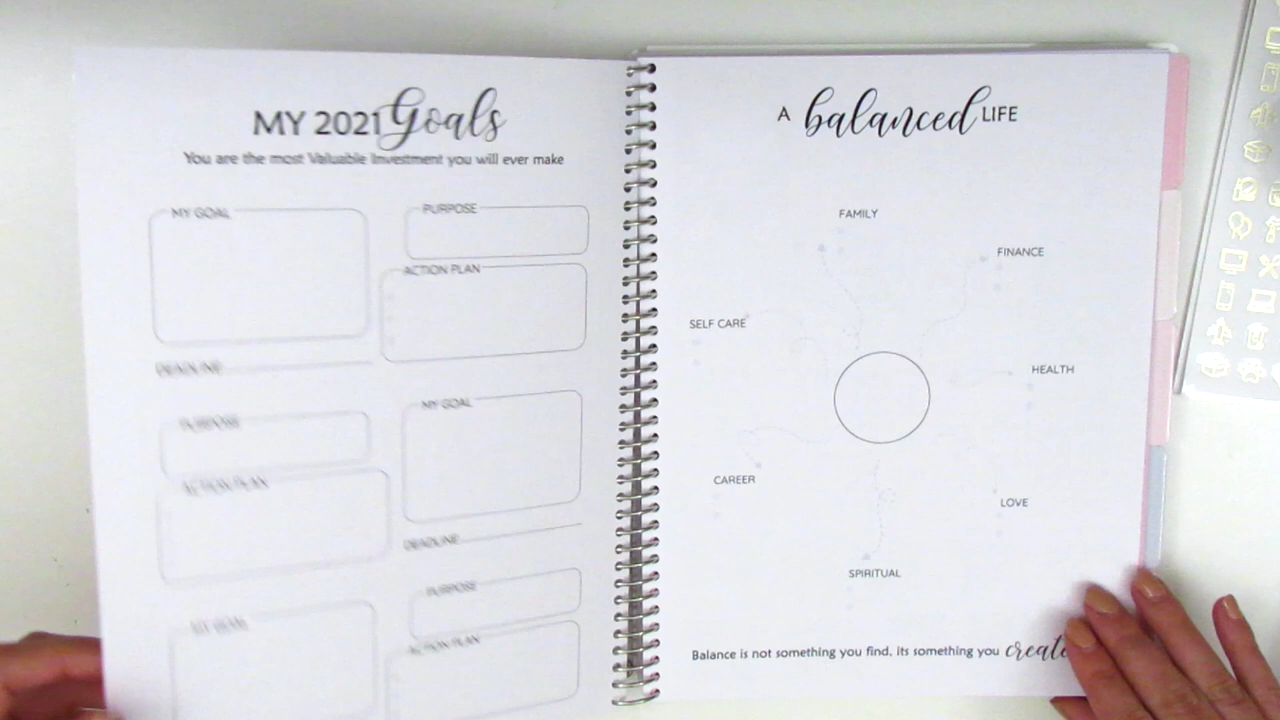 MY 2021 Goals
You are the most Valuable Investment you will ever make
MY GOAL
PURPOSE
ACTION PLAN
DEADLINE
PURPOSE
MY GOAL
ACTION PLAN
DEADLINE
PURPOSE
MY GOAL
ACTION PLAN
A balanced LIFE
FAMILY
FINANCE
SELF CARE
HEALTH
CAREER
LOVE
SPIRITUAL
Balance is not something you find, its something you create